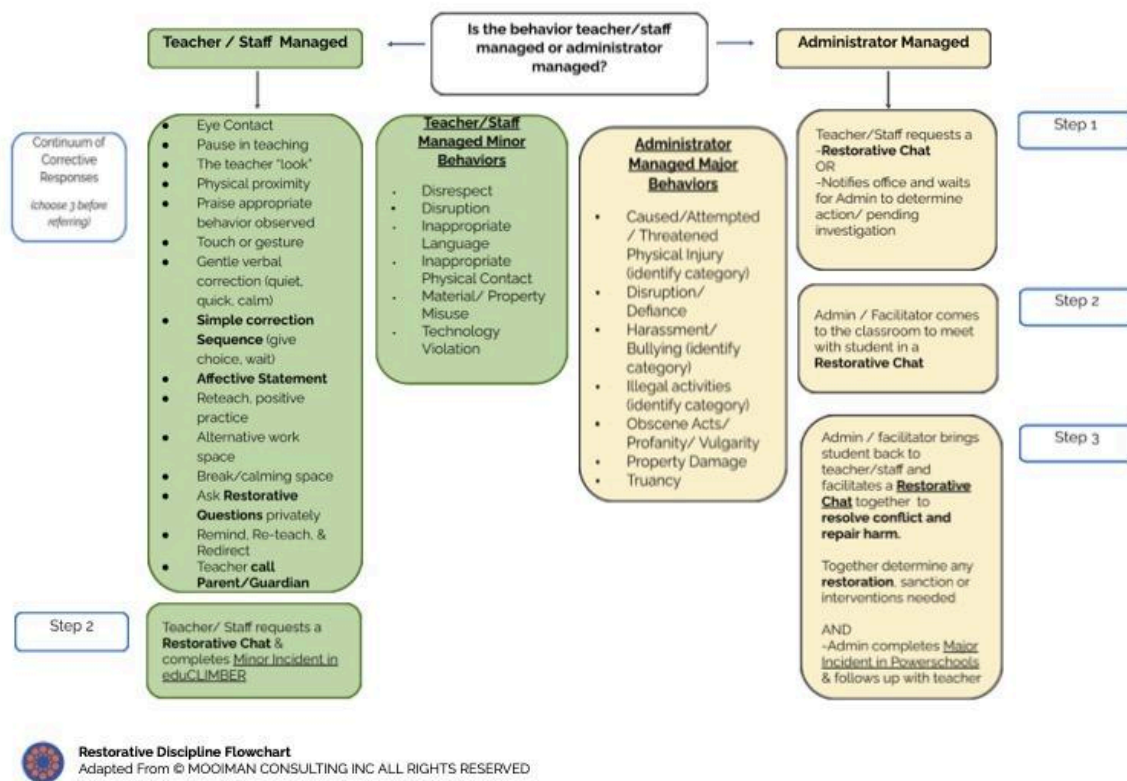 Is the behavior teacher/staff
managed or administrator
managed?
Teacher / Staff Managed
Administrator Managed
Continuum of
Corrective
Responses
(choose 3 before
referring)
● Eye Contact
● Pause in teaching
● The teacher "look"
● Physical proximity
● Praise appropriate
behavior observed
● Touch or gesture
● Gentle verbal
correction (quiet,
quick, calm)
● Simple correction
Sequence (give
choice, wait)
● Affective Statement
● Reteach, positive
practice
● Alternative work
space
● Break/calming space
● Ask Restorative
Questions privately
● Remind, Re-teach, &
Redirect
● Teacher call
Parent/Guardian
Step 2
Teacher/ Staff requests a
Restorative Chat &
completes Minor Incident in
eduCLIMBER
Teacher/Staff
Managed Minor
Behaviors
• Disrespect
• Disruption
• Inappropriate
Language
• Inappropriate
Physical Contact
• Material/ Property
Misuse
• Technology
Violation
Administrator
Managed Major
Behaviors
• Caused/Attempted
/ Threatened
Physical Injury
(identify category)
• Disruption/
Defiance
• Harassment/
Bullying (identify
category)
• Illegal activities
(identify category)
• Obscene Acts/
Profanity/ Vulgarity
• Property Damage
• Truancy
Teacher/Staff requests a
-Restorative Chat
OR
-Notifies office and waits
for Admin to determine
action/ pending
investigation
Step 1
Admin / Facilitator comes
to the classroom to meet
with student in a
Restorative Chat
Step 2
Admin / facilitator brings
student back to
teacher/staff and
facilitates a Restorative
Chat together to
resolve conflict and
repair harm.
Together determine any
restoration, sanction or
interventions needed
AND
-Admin completes Major
Incident in Powerschools
& follows up with teacher
Step 3
Restorative Discipline Flowchart
Adapted From © MOOIMAN CONSULTING INC ALL RIGHTS RESERVED